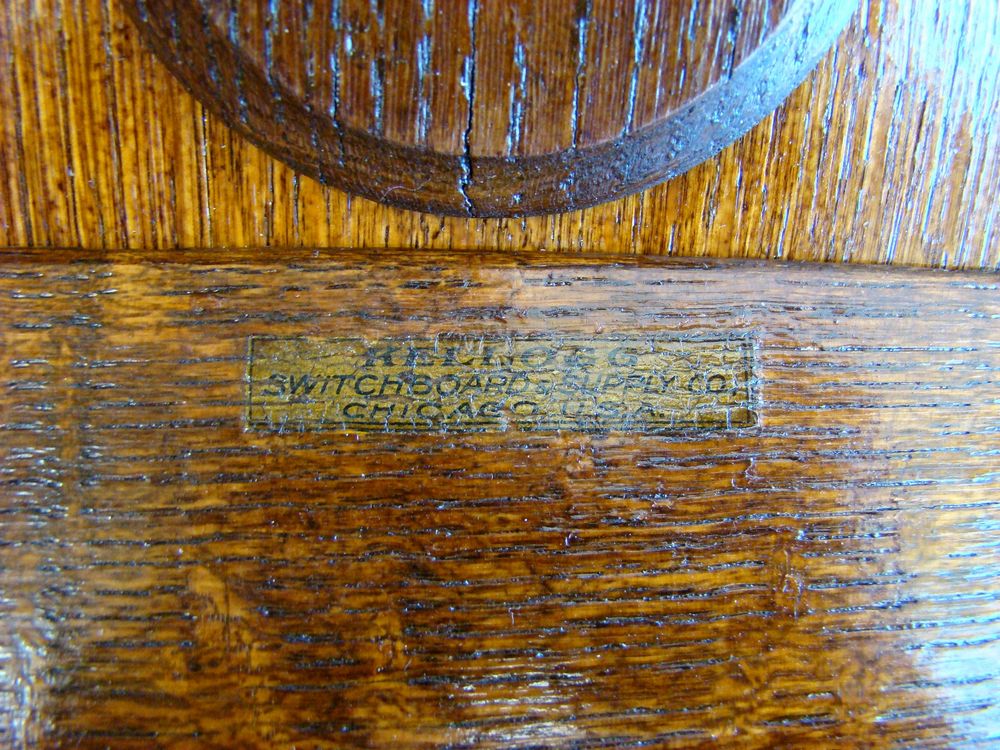 KELLOGG
SWITCHBOARD & SUPPLY CO.
CHICAGO, U.S.A.